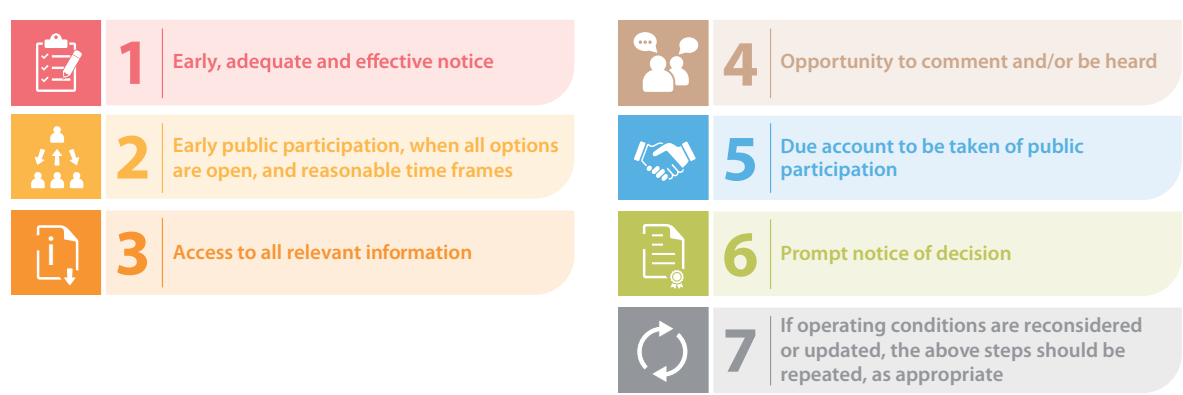 1
Early, adequate and effective notice
2
Early public participation, when all options
are open, and reasonable time frames
3
Access to all relevant information
4
Opportunity to comment and/or be heard
5
Due account to be taken of public
participation
6
Prompt notice of decision
7
If operating conditions are reconsidered
or updated, the above steps should be
repeated, as appropriate